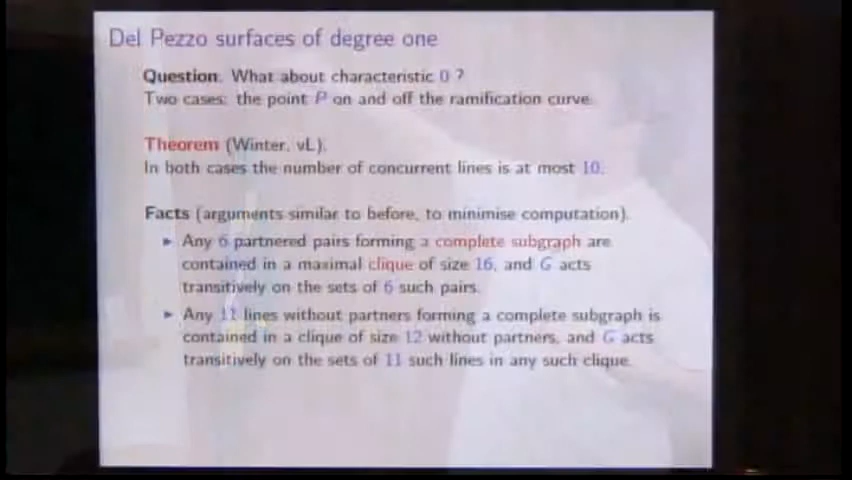 Del Pezzo surfaces of degree one
Question. What about characteristic 0 ?
Two cases: the point P on and off the ramification curve.
Theorem (Winter, vL).
In both cases the number of concurrent lines is at most 10.
Facts (arguments similar to before, to minimise computation).
▶ Any 6 partnered pairs forming a complete subgraph are
contained in a maximal clique of size 16, and G acts
transitively on the sets of 6 such pairs.
▶ Any 11 lines without partners forming a complete subgraph is
contained in a clique of size 12 without partners, and G acts
transitively on the sets of 11 such lines in any such clique.